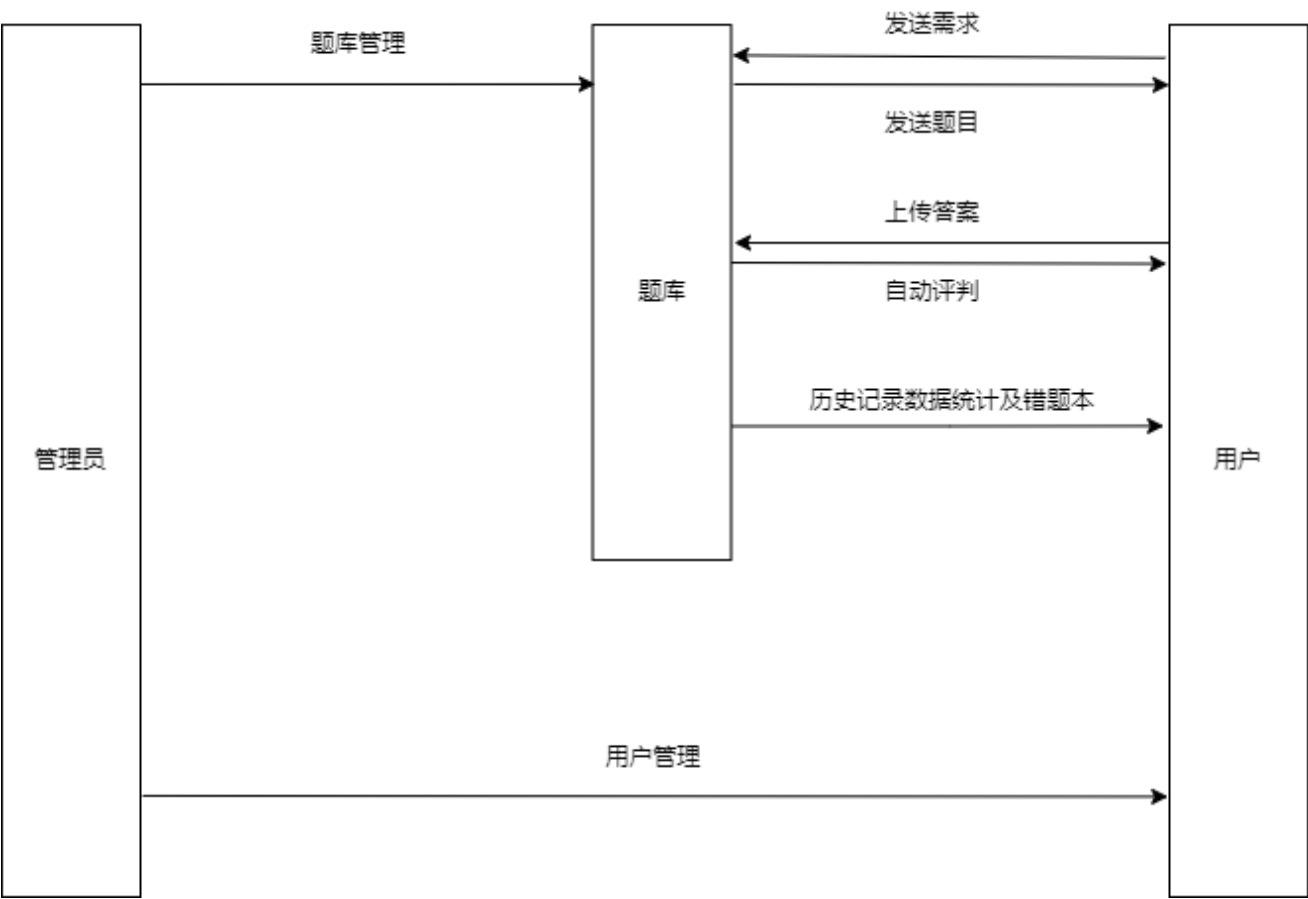 发送需求
题库管理
发送题目
上传答案
题库
自动评判
历史记录数据统计及错题本
管理员
用户
用户管理